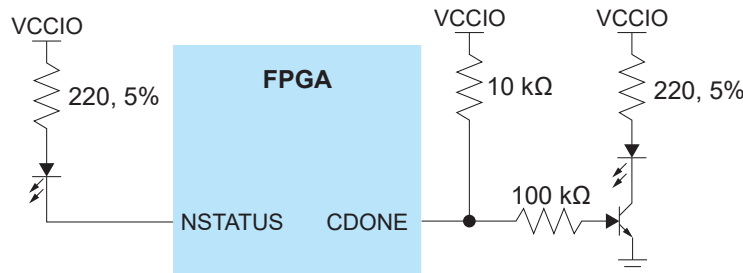 VCCIO
VCCIO
VCCIO
FPGA
220, 5%
10 kΩ
220, 5%
100 kΩ
NSTATUS
CDONE